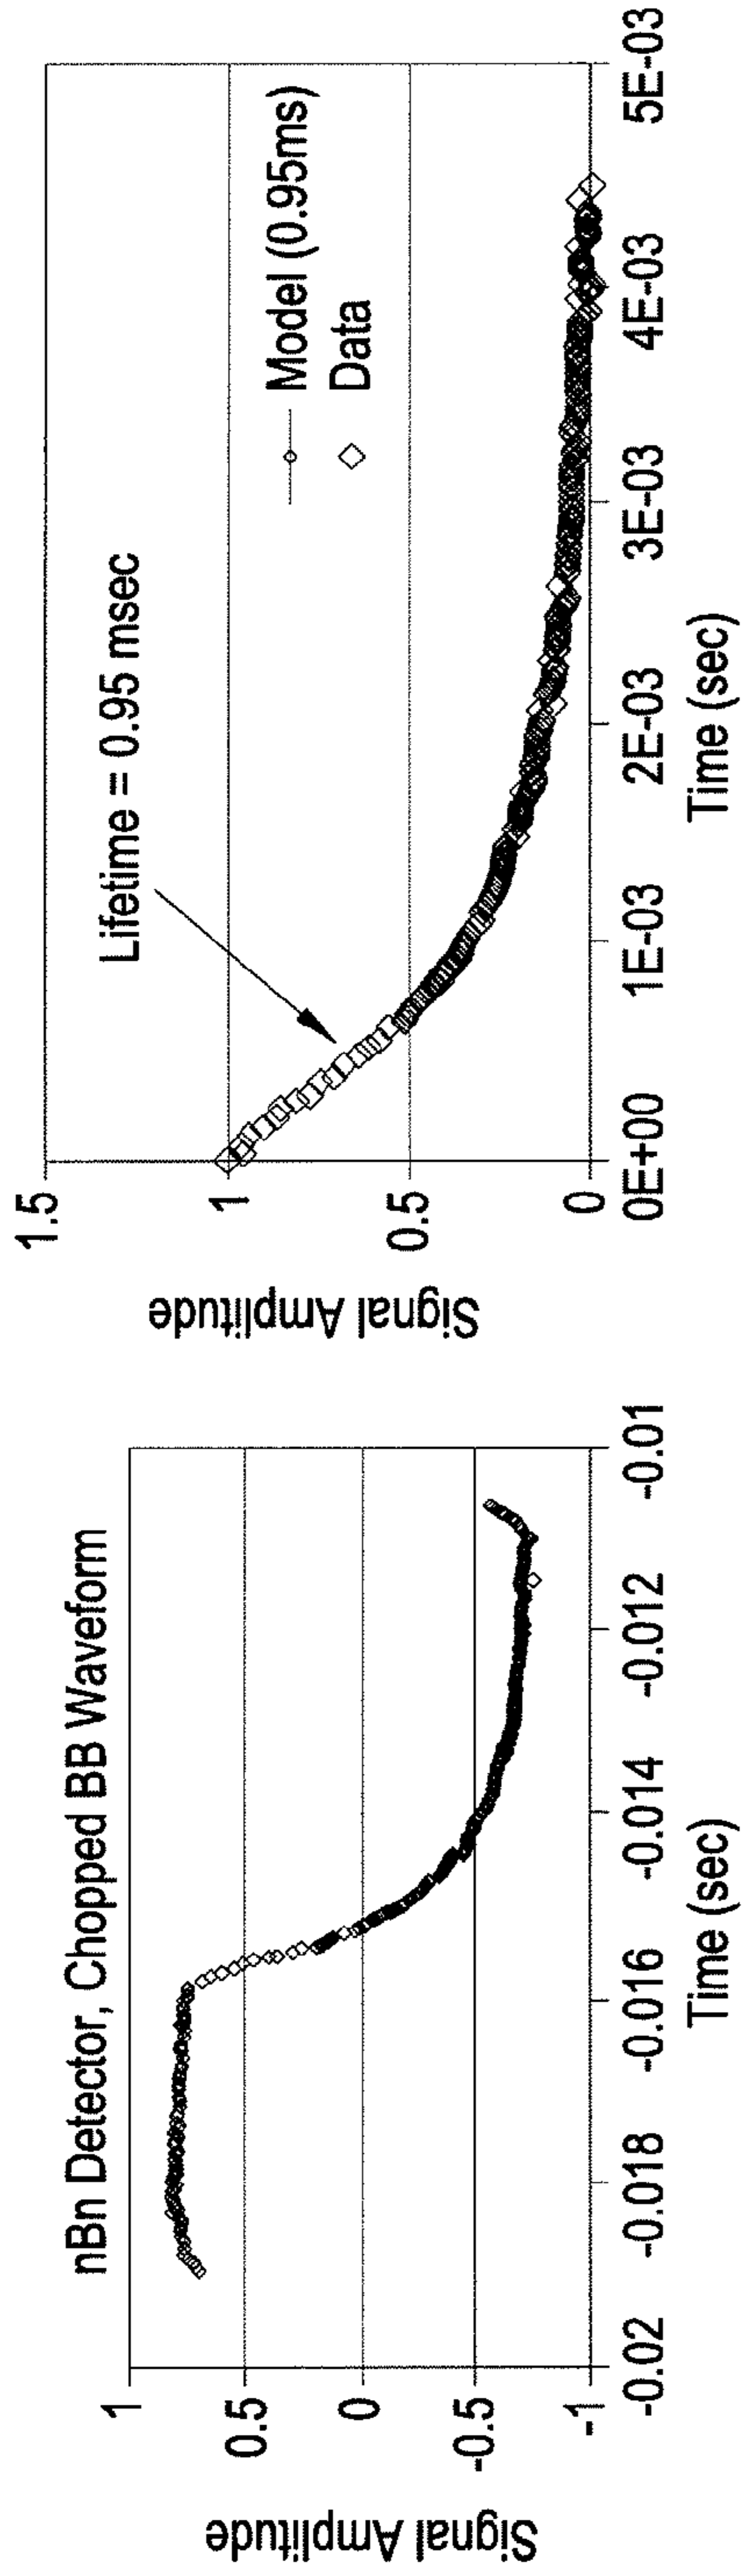 nBn Detector, Chopped BB Waveform
Signal Amplitude
1
0.5
0
-0.5
-1
-0.02
-0.018
-0.016
-0.014
-0.012
-0.01
Time (sec)
Signal Amplitude
1.5
1
0.5
0
Lifetime = 0.95 msec
Model (0.95ms)
Data
0E+00
1E-03
2E-03
3E-03
4E-03
5E-03
Time (sec)